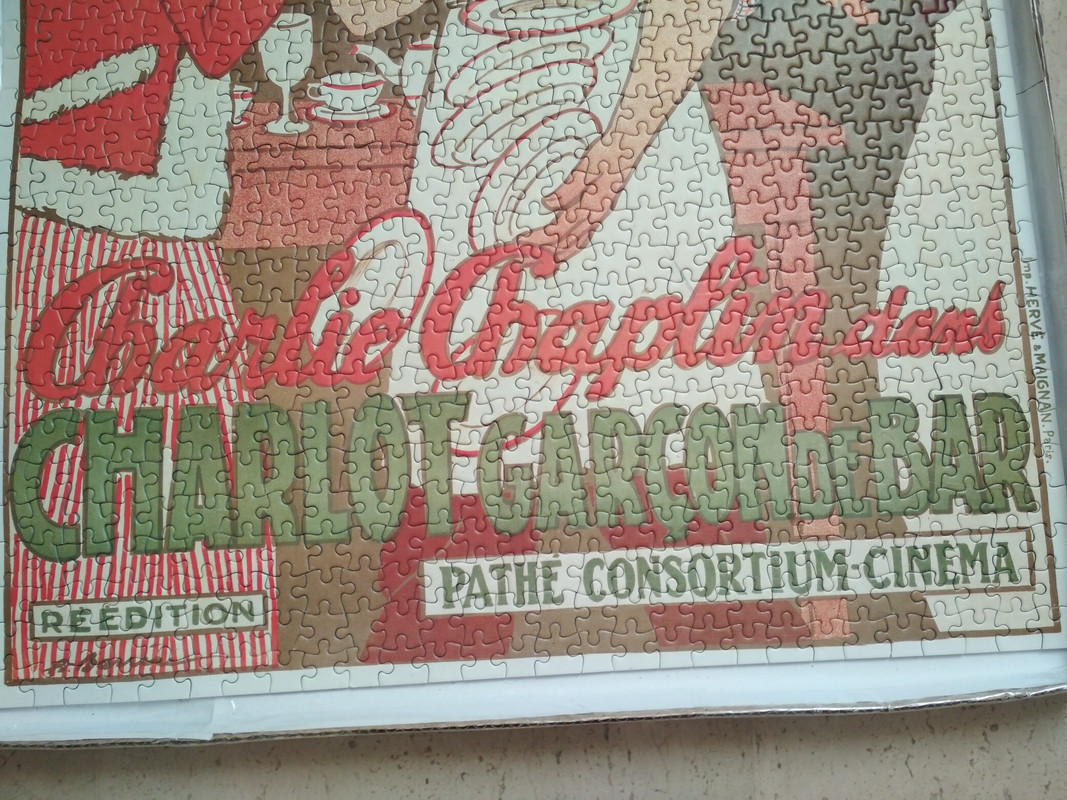 Charlie Chaplin dans
CHARLOT GARÇON DE BAR
PATHÉ CONSORTIUM-CINÉMA
RÉÉDITION
Imp. HERVÉ & MAIGNAN. Paris.